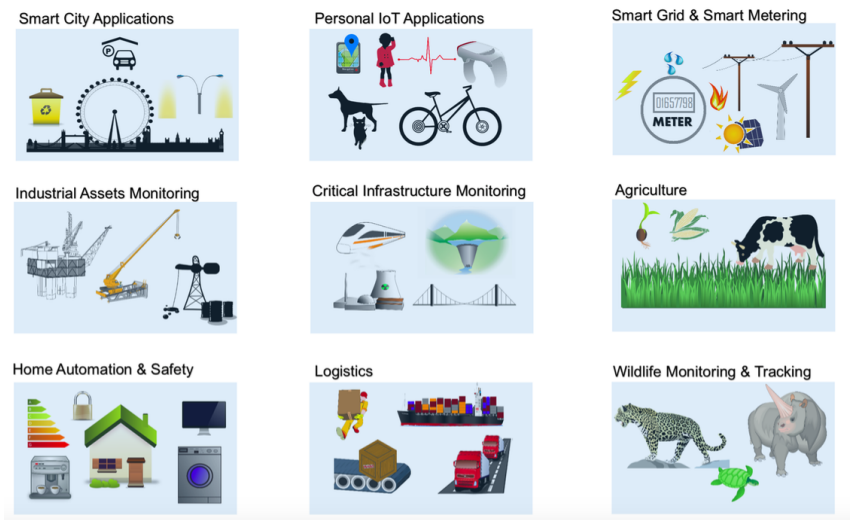 Smart City Applications
Personal IoT Applications
Smart Grid & Smart Metering
P
01657798
METER
Industrial Assets Monitoring
Critical Infrastructure Monitoring
Agriculture
Home Automation & Safety
Logistics
Wildlife Monitoring & Tracking